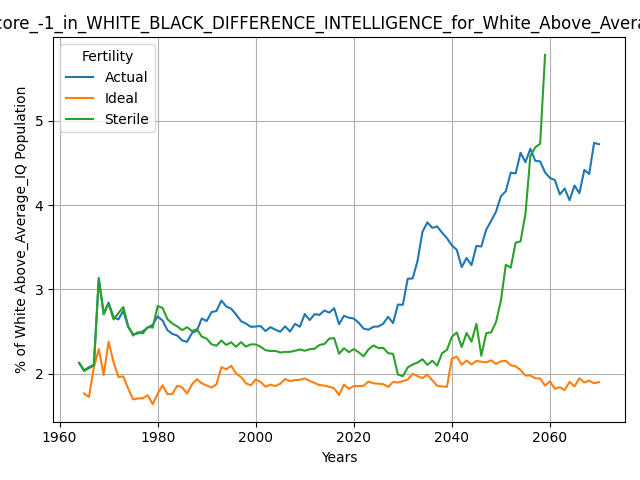 core_-1_in_WHITE_BLACK_DIFFERENCE_INTELLIGENCE_for_White_Above_Avera
Fertility
Actual
Ideal
Sterile
% of White Above_Average_IQ Population
5
4
3
2
1960
1980
2000
2020
2040
2060
Years